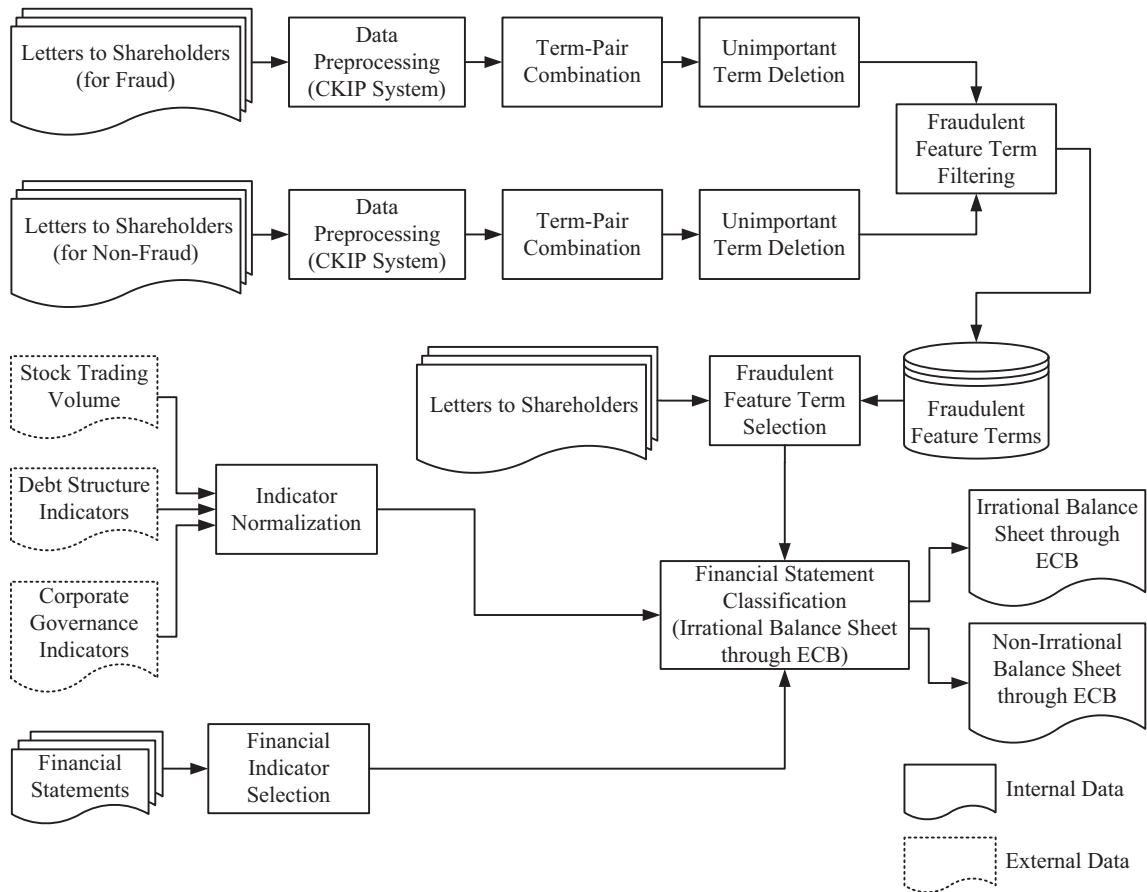 Letters to Shareholders
(for Fraud)
Data
Preprocessing
(CKIP System)
Term-Pair
Combination
Unimportant
Term Deletion
Fraudulent
Feature Term
Filtering
Letters to Shareholders
(for Non-Fraud)
Data
Preprocessing
(CKIP System)
Term-Pair
Combination
Unimportant
Term Deletion
Stock Trading
Volume
Letters to Shareholders
Fraudulent
Feature Term
Selection
Fraudulent
Feature Terms
Debt Structure
Indicators
Indicator
Normalization
Corporate
Governance
Indicators
Financial Statement
Classification
(Irrational Balance Sheet
through ECB)
Irrational Balance
Sheet through
ECB
Non-Irrational
Balance Sheet
through ECB
Financial
Statements
Financial
Indicator
Selection
Internal Data
External Data